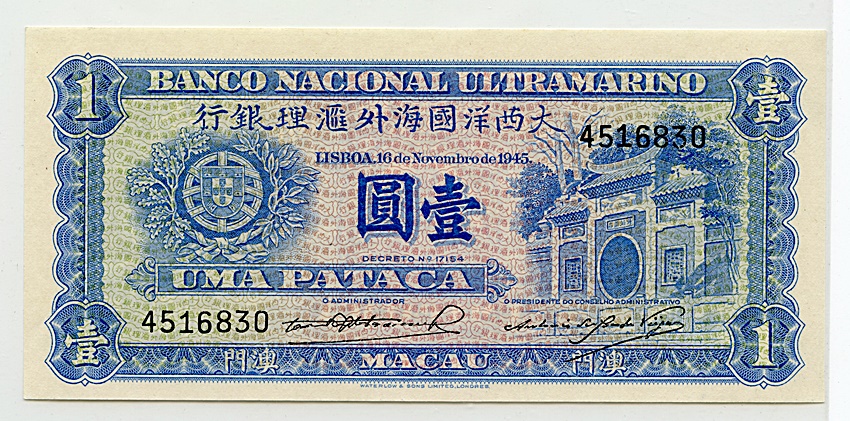 BANCO NACIONAL ULTRAMARINO
1
壹
大西洋國海外滙理銀行
4516830
LISBOA, 16 de Novembro de 1945.
壹圓
DECRETO Nº 17154
UMA PATACA
O ADMINISTRADOR
O PRESIDENTE DO CONSELHO ADMINISTRATIVO
4516830
壹
澳門
MACAU
澳門
1
WATERLOW & SONS LIMITED, LONDRES